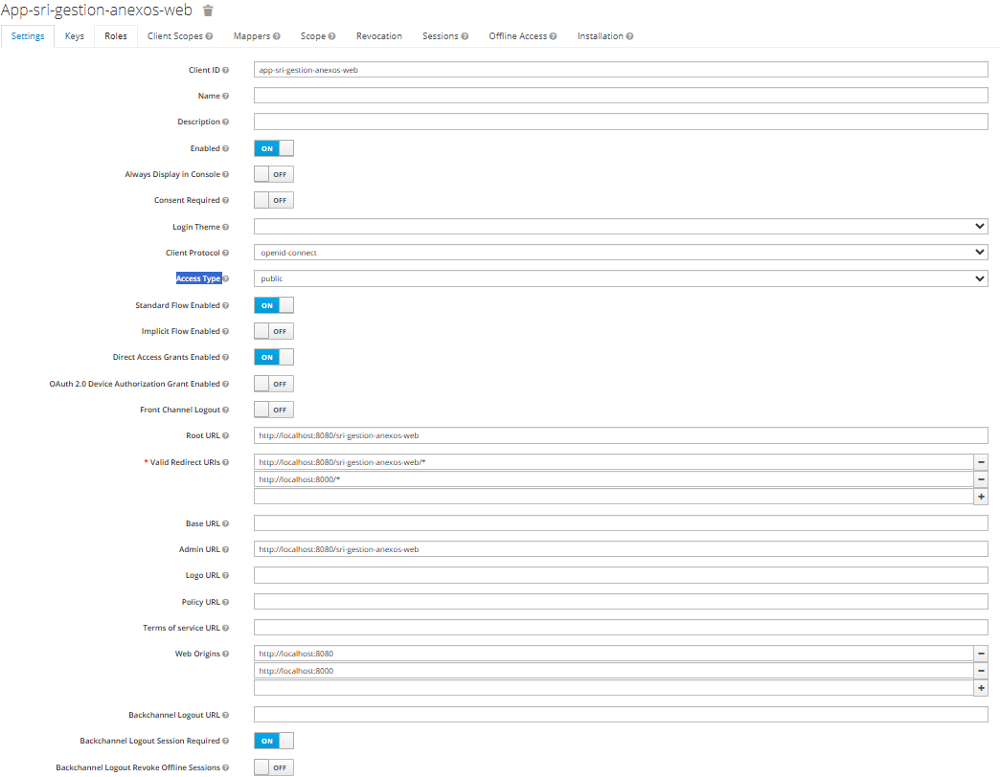 App-sri-gestion-anexos-web
Settings Keys Roles Client Scopes Mappers Scope Revocation Sessions Offline Access Installation
Client ID app-sri-gestion-anexos-web
Name
Description
Enabled ON
Always Display in Console OFF
Consent Required OFF
Login Theme
Client Protocol openid-connect
Access Type public
Standard Flow Enabled ON
Implicit Flow Enabled OFF
Direct Access Grants Enabled ON
OAuth 2.0 Device Authorization Grant Enabled OFF
Front Channel Logout OFF
Root URL http://localhost:8080/sri-gestion-anexos-web
* Valid Redirect URIs http://localhost:8080/sri-gestion-anexos-web/*
http://localhost:8000/*
Base URL
Admin URL http://localhost:8080/sri-gestion-anexos-web
Logo URL
Policy URL
Terms of service URL
Web Origins http://localhost:8080
http://localhost:8000
Backchannel Logout URL
Backchannel Logout Session Required ON
Backchannel Logout Revoke Offline Sessions OFF